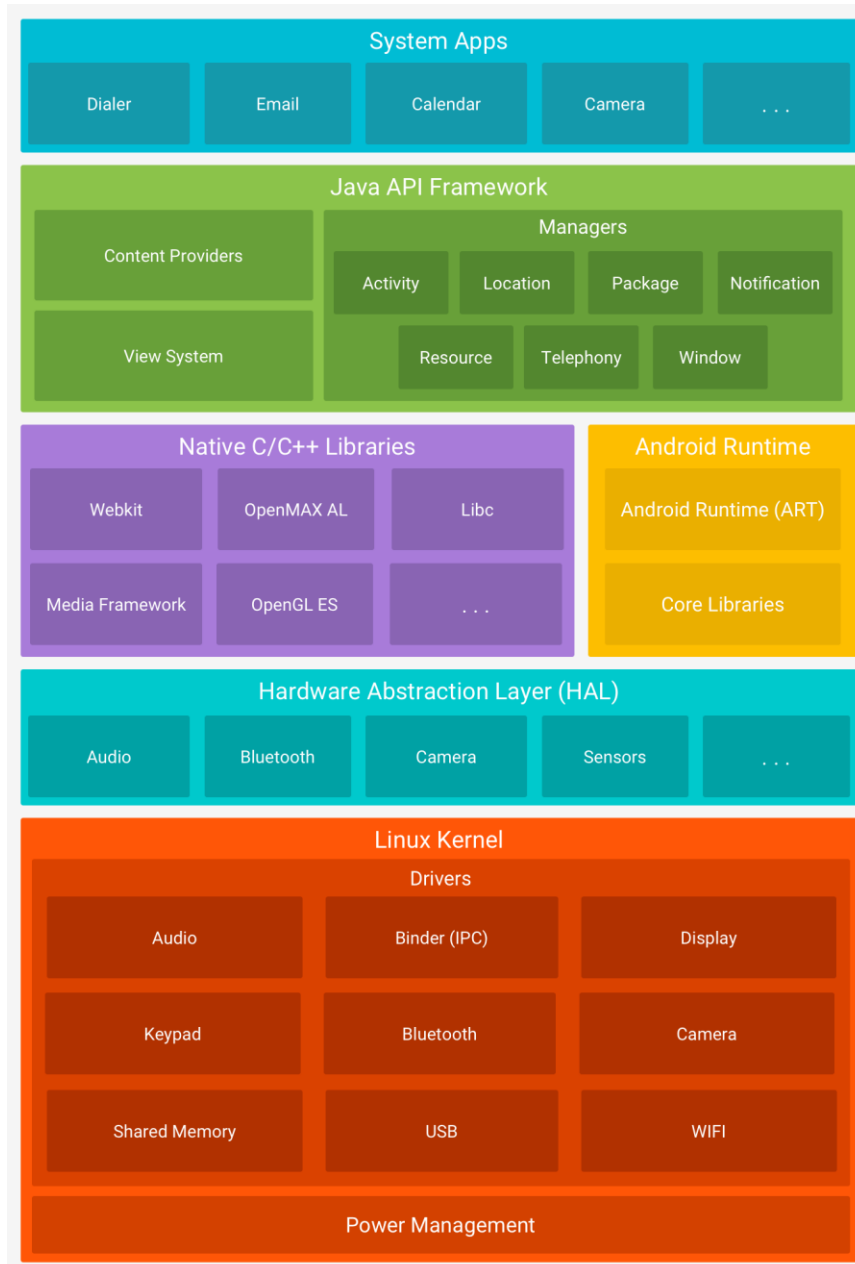 System Apps
Dialer
Email
Calendar
Camera
. . .
Java API Framework
Content Providers
View System
Managers
Activity
Location
Package
Notification
Resource
Telephony
Window
Native C/C++ Libraries
Webkit
OpenMAX AL
Libc
Media Framework
OpenGL ES
. . .
Android Runtime
Android Runtime (ART)
Core Libraries
Hardware Abstraction Layer (HAL)
Audio
Bluetooth
Camera
Sensors
. . .
Linux Kernel
Drivers
Audio
Binder (IPC)
Display
Keypad
Bluetooth
Camera
Shared Memory
USB
WIFI
Power Management